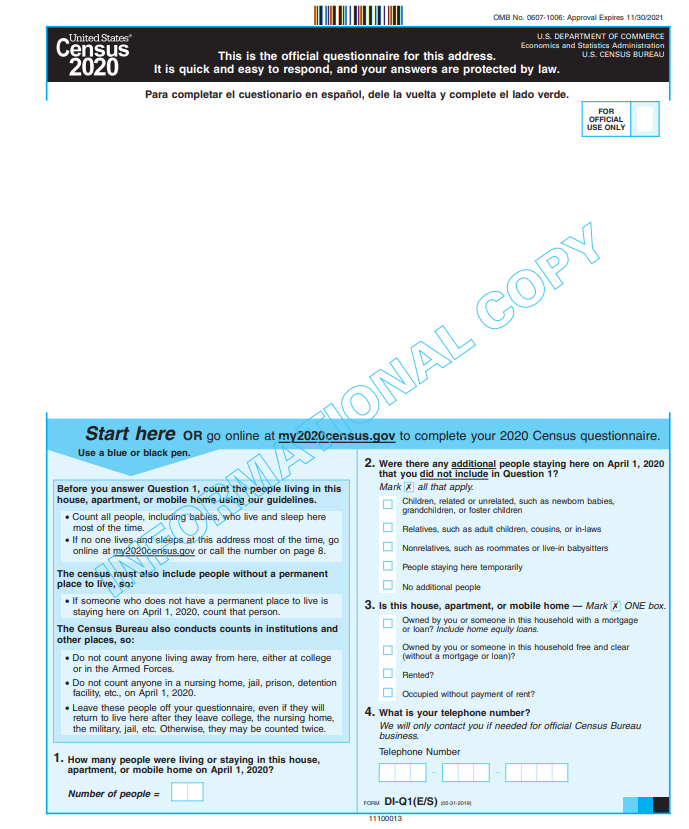 OMB No. 0607-1006: Approval Expires 11/30/2021
United States®
Census
2020
U.S. DEPARTMENT OF COMMERCE
Economics and Statistics Administration
U.S. CENSUS BUREAU
This is the official questionnaire for this address.
It is quick and easy to respond, and your answers are protected by law.
Para completar el cuestionario en español, dele la vuelta y complete el lado verde.
FOR
OFFICIAL
USE ONLY
INFORMATIONAL COPY
Start here OR go online at my2020census.gov to complete your 2020 Census questionnaire.
Use a blue or black pen.
Before you answer Question 1, count the people living in this
house, apartment, or mobile home using our guidelines.
• Count all people, including babies, who live and sleep here
most of the time.
• If no one lives and sleeps at this address most of the time, go
online at my2020census.gov or call the number on page 8.
The census must also include people without a permanent
place to live, so:
• If someone who does not have a permanent place to live is
staying here on April 1, 2020, count that person.
The Census Bureau also conducts counts in institutions and
other places, so:
• Do not count anyone living away from here, either at college
or in the Armed Forces.
• Do not count anyone in a nursing home, jail, prison, detention
facility, etc., on April 1, 2020.
• Leave these people off your questionnaire, even if they will
return to live here after they leave college, the nursing home,
the military, jail, etc. Otherwise, they may be counted twice.
1. How many people were living or staying in this house,
apartment, or mobile home on April 1, 2020?
Number of people =
2. Were there any additional people staying here on April 1, 2020
that you did not include in Question 1?
Mark ✗ all that apply.
Children, related or unrelated, such as newborn babies,
grandchildren, or foster children
Relatives, such as adult children, cousins, or in-laws
Nonrelatives, such as roommates or live-in babysitters
People staying here temporarily
No additional people
3. Is this house, apartment, or mobile home — Mark ✗ ONE box.
Owned by you or someone in this household with a mortgage
or loan? Include home equity loans.
Owned by you or someone in this household free and clear
(without a mortgage or loan)?
Rented?
Occupied without payment of rent?
4. What is your telephone number?
We will only contact you if needed for official Census Bureau
business.
Telephone Number
– –
FORM DI-Q1(E/S) (05-31-2019)
11100013